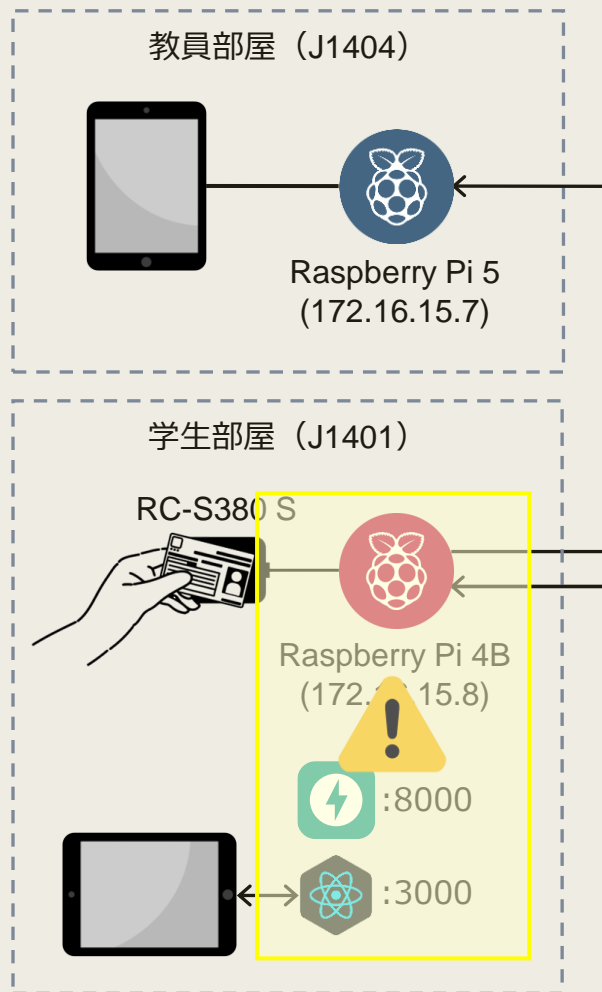 教員部屋（J1404）
Raspberry Pi 5
(172.16.15.7)
学生部屋（J1401）
RC-S380 S
Raspberry Pi 4B
(172. 15.8)
:8000
:3000